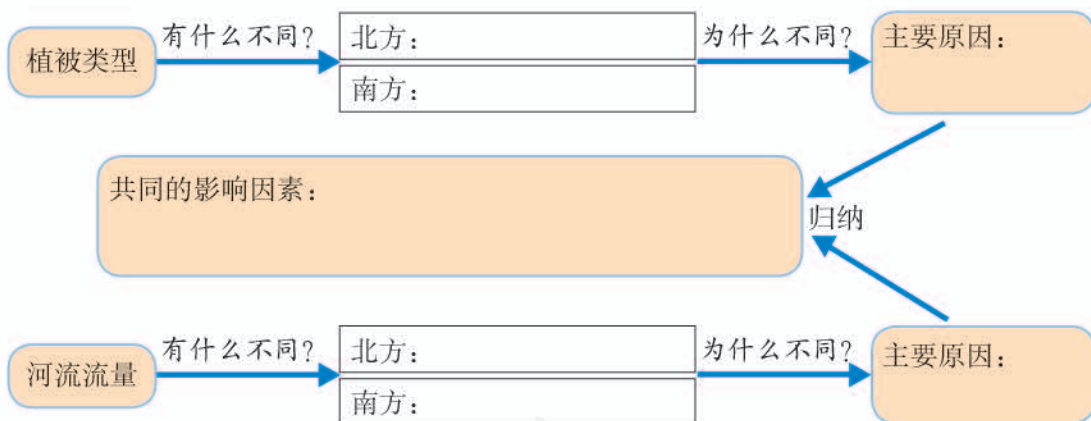 植被类型
有什么不同？
北方：
南方：
为什么不同？
主要原因：
共同的影响因素：
归纳
河流流量
有什么不同？
北方：
南方：
为什么不同？
主要原因：